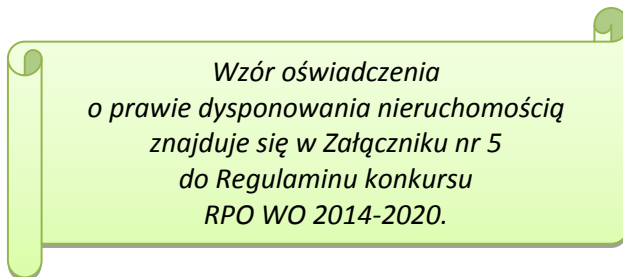 Wzór oświadczenia
o prawie dysponowania nieruchomością
znajduje się w Załączniku nr 5
do Regulaminu konkursu
RPO WO 2014-2020.